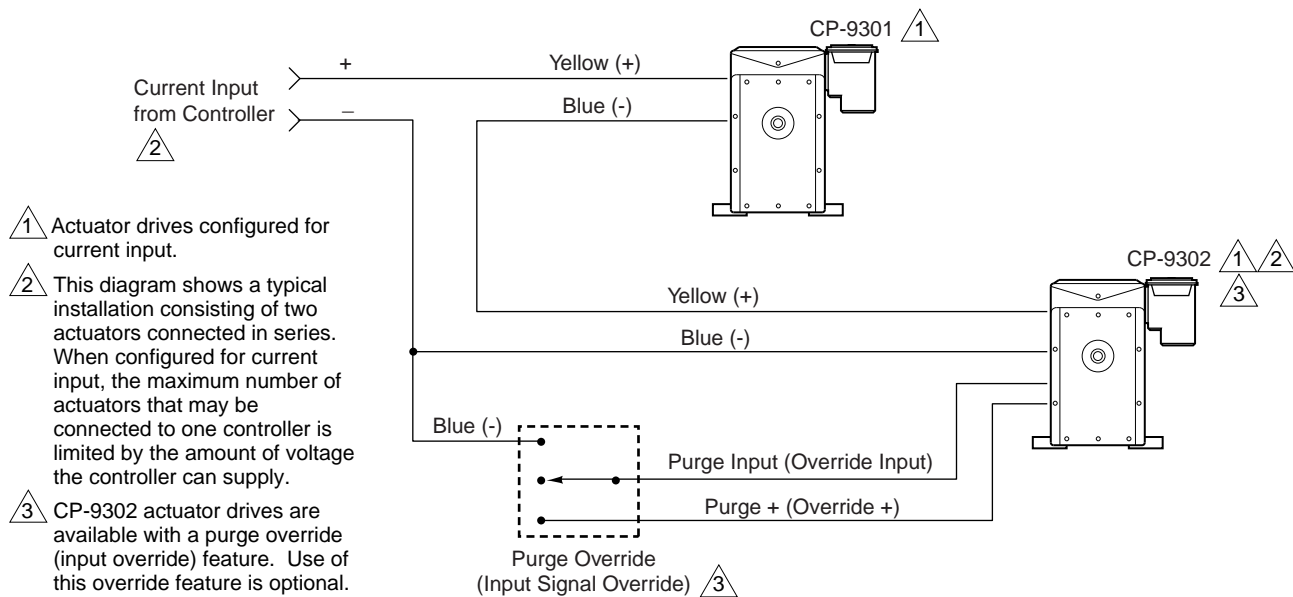 CP-9301 1
+ Yellow (+)
Current Input
from Controller
2
–
Blue (-)
1 Actuator drives configured for
current input.
2 This diagram shows a typical
installation consisting of two
actuators connected in series.
When configured for current
input, the maximum number of
actuators that may be
connected to one controller is
limited by the amount of voltage
the controller can supply.
3 CP-9302 actuator drives are
available with a purge override
(input override) feature. Use of
this override feature is optional.
CP-9302 1 2
3
Yellow (+)
Blue (-)
Blue (-)
Purge Input (Override Input)
Purge + (Override +)
Purge Override
(Input Signal Override) 3